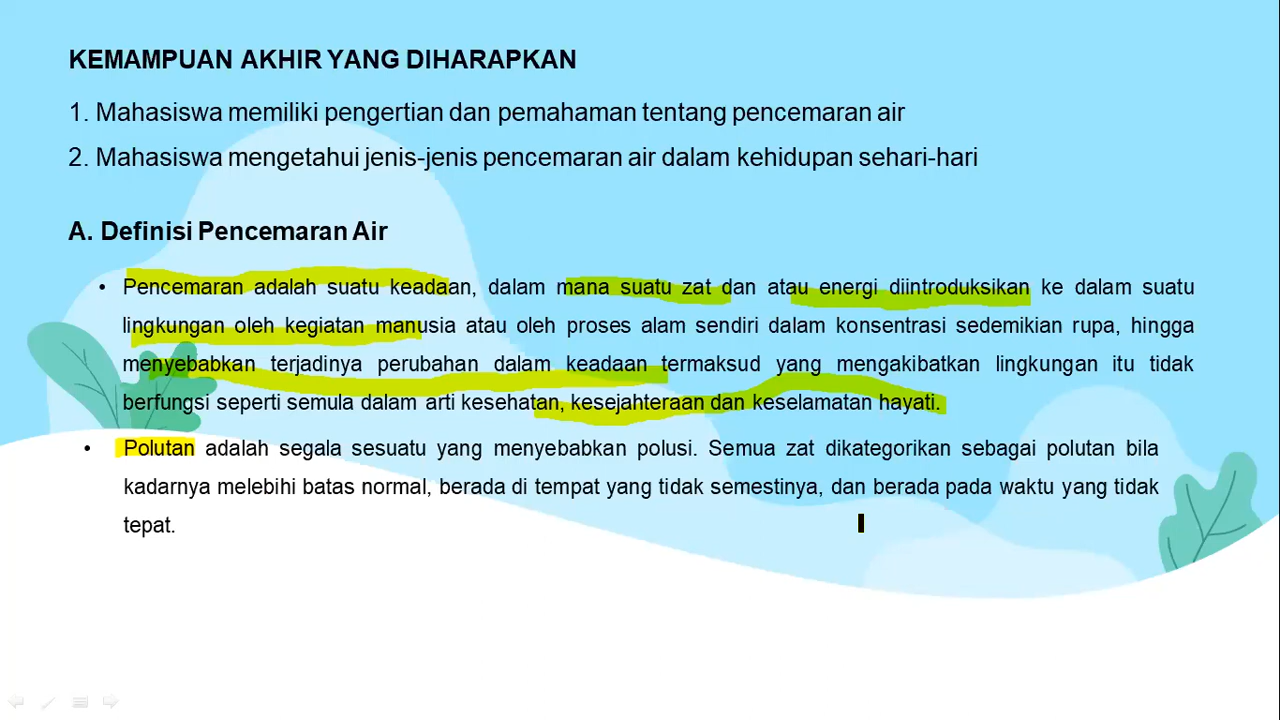 KEMAMPUAN AKHIR YANG DIHARAPKAN
1. Mahasiswa memiliki pengertian dan pemahaman tentang pencemaran air
2. Mahasiswa mengetahui jenis-jenis pencemaran air dalam kehidupan sehari-hari
A. Definisi Pencemaran Air
• Pencemaran adalah suatu keadaan, dalam mana suatu zat dan atau energi diintroduksikan ke dalam suatu
lingkungan oleh kegiatan manusia atau oleh proses alam sendiri dalam konsentrasi sedemikian rupa, hingga
menyebabkan terjadinya perubahan dalam keadaan termaksud yang mengakibatkan lingkungan itu tidak
berfungsi seperti semula dalam arti kesehatan, kesejahteraan dan keselamatan hayati.
• Polutan adalah segala sesuatu yang menyebabkan polusi. Semua zat dikategorikan sebagai polutan bila
kadarnya melebihi batas normal, berada di tempat yang tidak semestinya, dan berada pada waktu yang tidak
tepat.